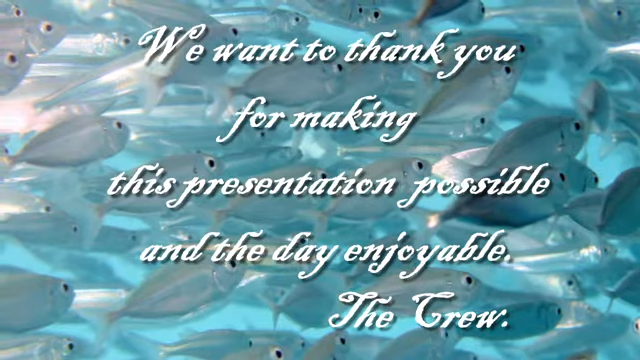 We want to thank you
for making
this presentation possible
and the day enjoyable.
The Crew.